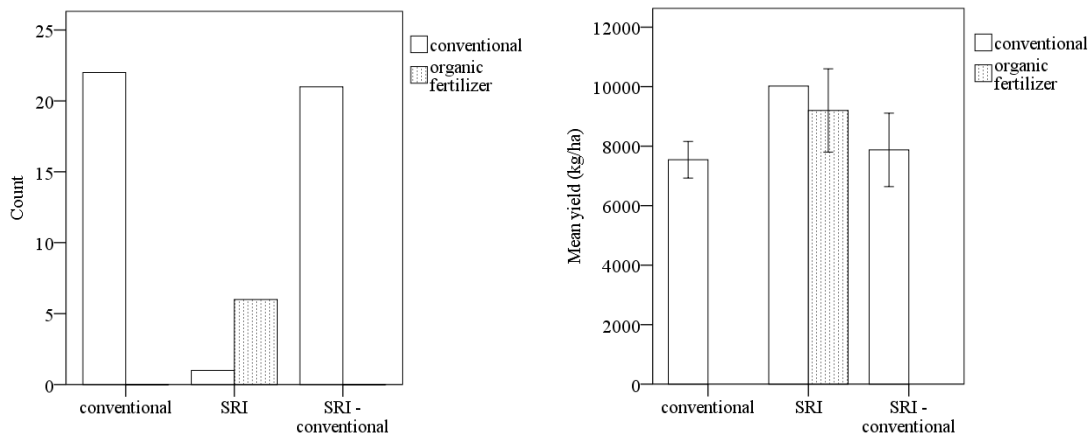 25
20
15
10
5
0
Count
conventional
SRI
SRI -
conventional
conventional
organic
fertilizer
12000
10000
8000
6000
4000
2000
0
Mean yield (kg/ha)
conventional
SRI
SRI -
conventional
conventional
organic
fertilizer